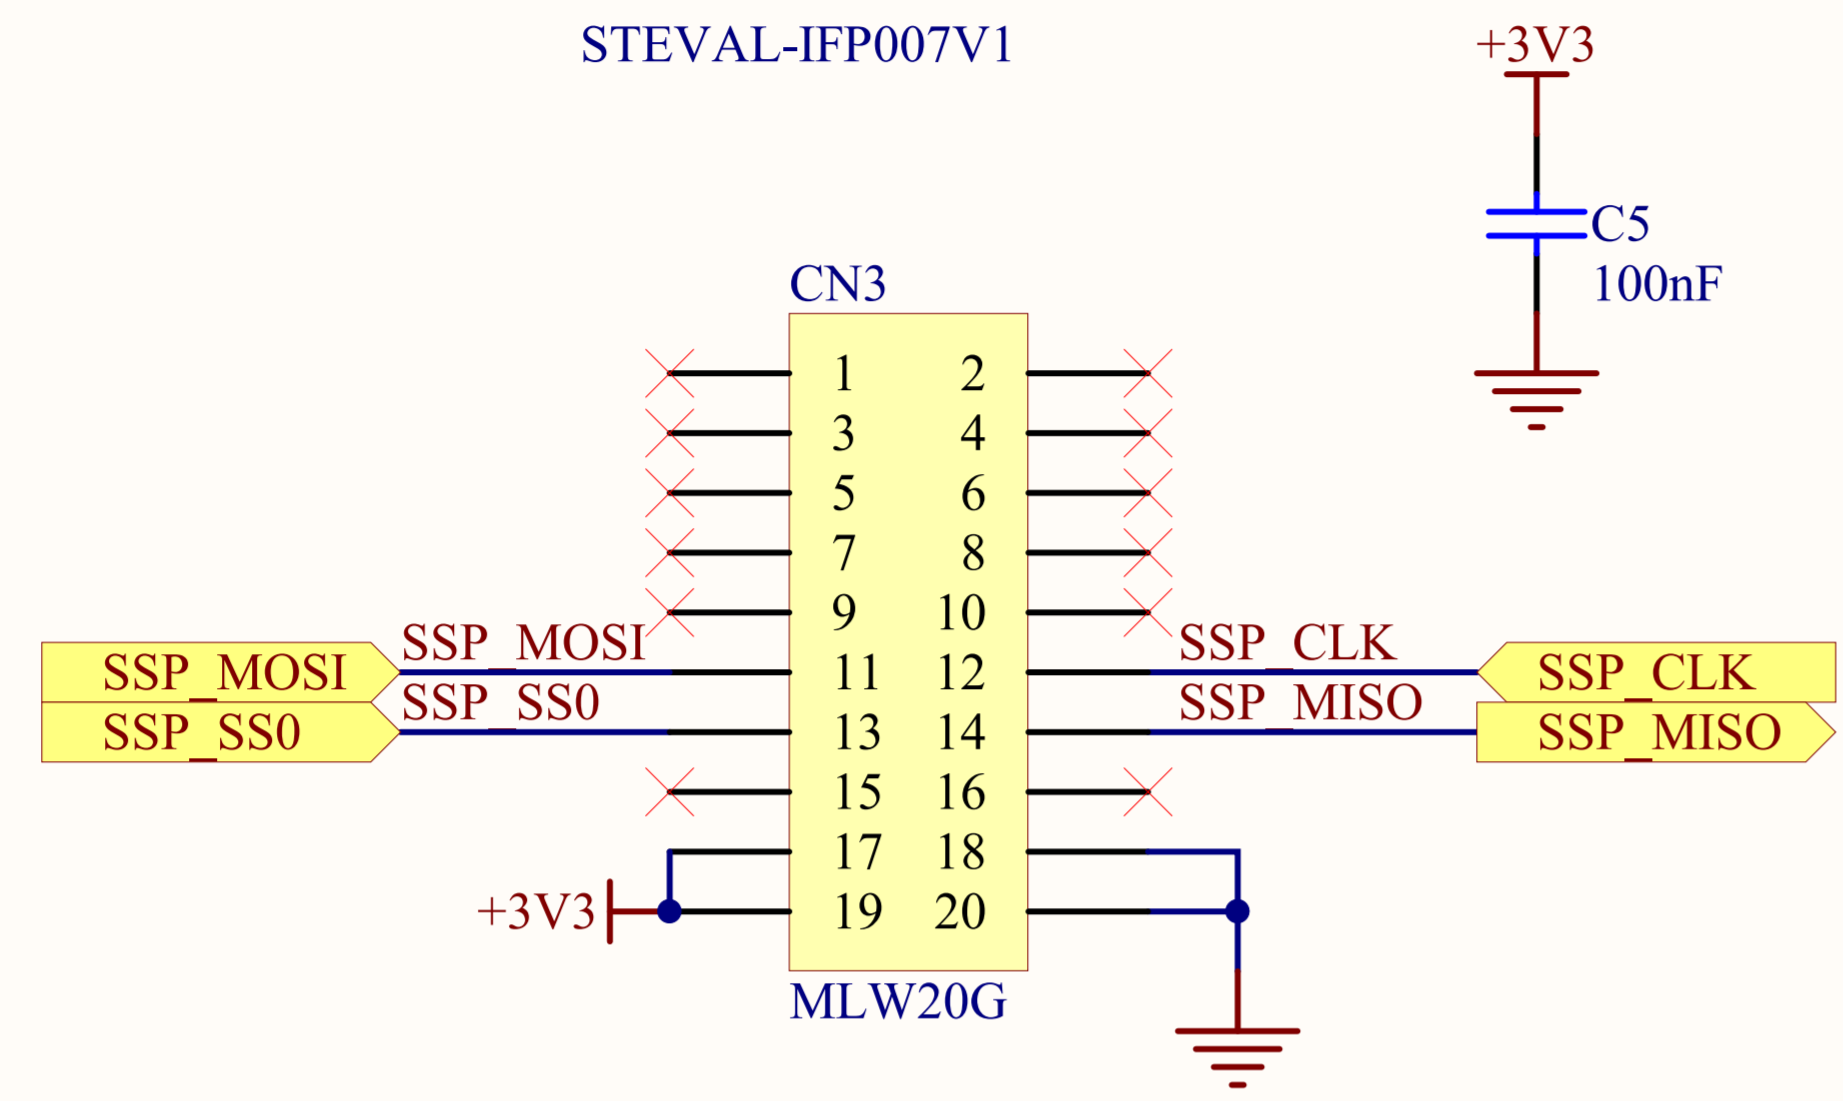 STEVAL-IFP007V1
+3V3
C5
100nF
CN3
1 2
3 4
5 6
7 8
9 10
SSP_MOSI SSP_MOSI 11 12 SSP_CLK SSP_CLK
SSP_SS0 SSP_SS0 13 14 SSP_MISO SSP_MISO
15 16
17 18
+3V3 19 20
MLW20G